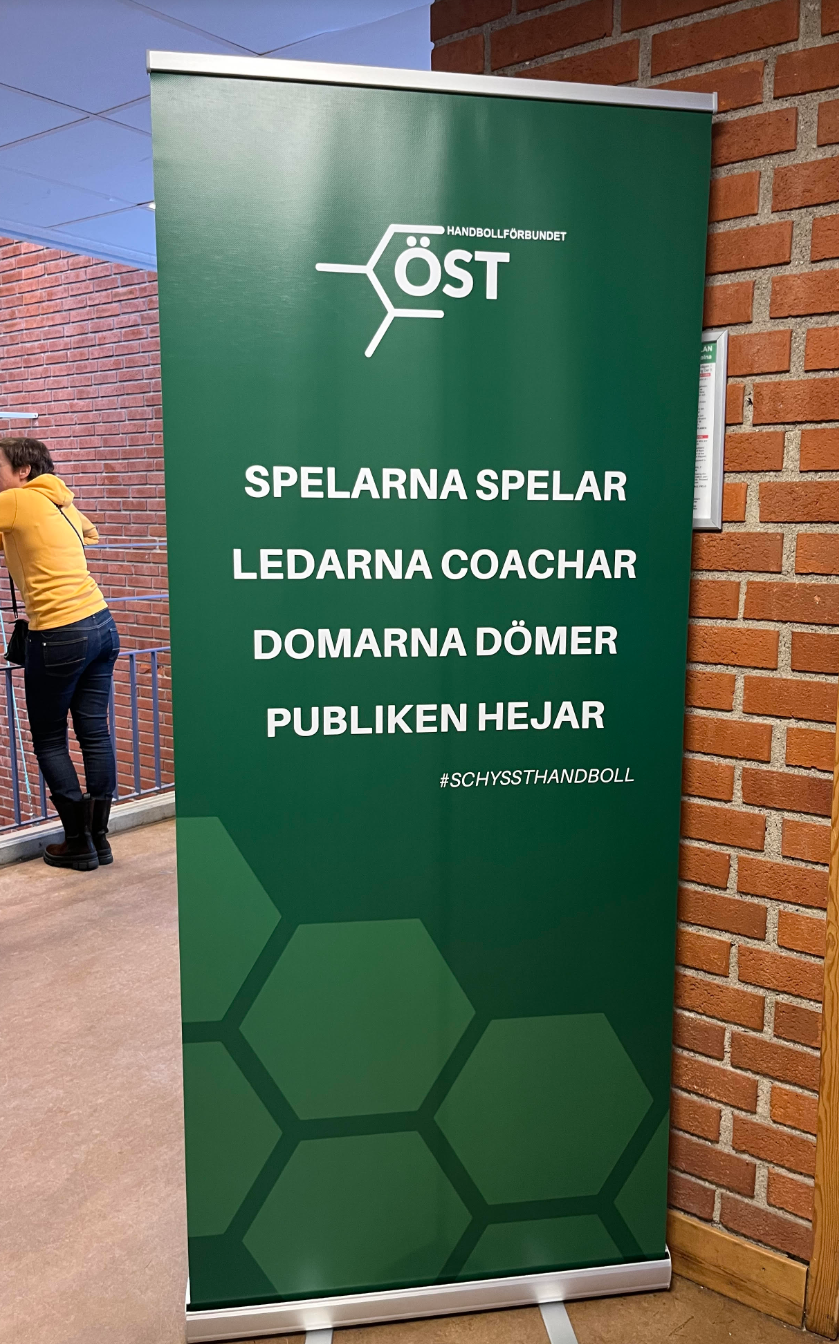 HANDBOLLFÖRBUNDET
ÖST
SPELARNA SPELAR
LEDARNA COACHAR
DOMARNA DÖMER
PUBLIKEN HEJAR
#SCHYSSTHANDBOLL